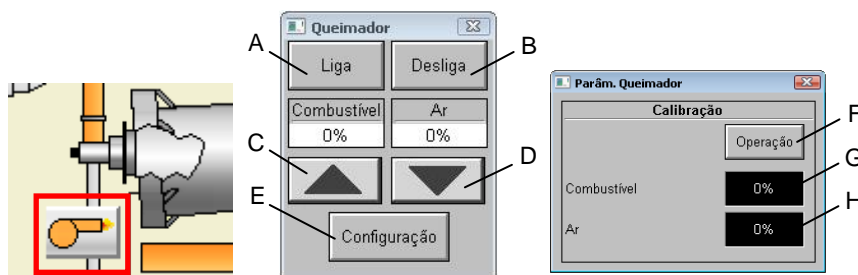 A
B
C
D
E
Queimador
Liga
Desliga
Combustível
Ar
0%
0%
Configuração
Parâm. Queimador
Calibração
Operação
Combustível
0%
Ar
0%
F
G
H